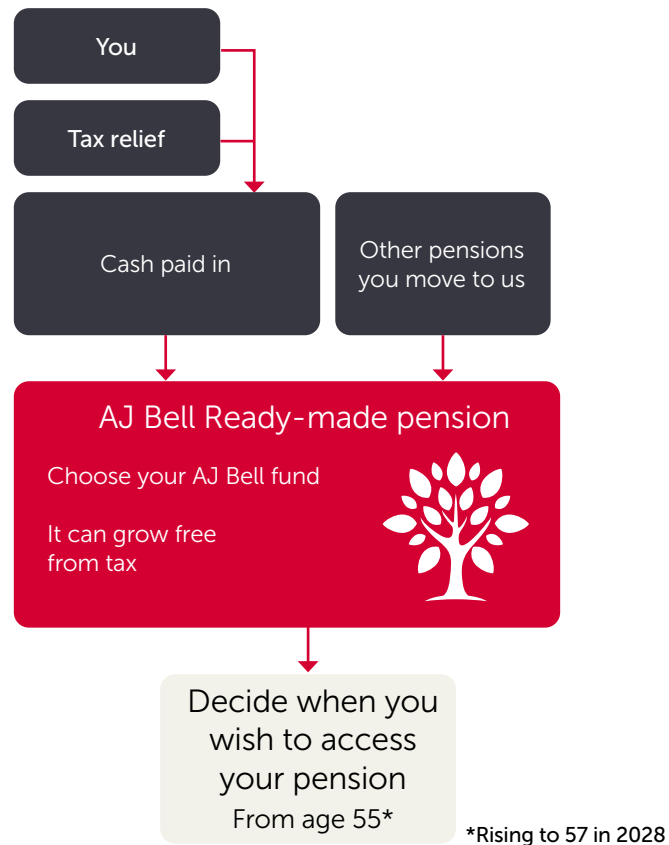 You
Tax relief
Cash paid in
Other pensions
you move to us
AJ Bell Ready-made pension
Choose your AJ Bell fund
It can grow free
from tax
Decide when you
wish to access
your pension
From age 55*
*Rising to 57 in 2028